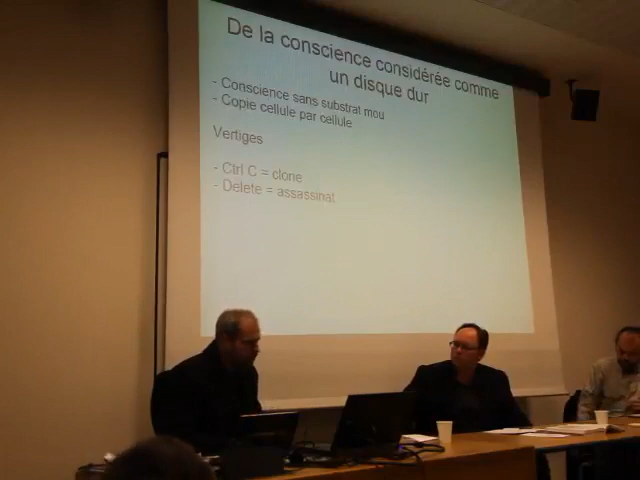 De la conscience considérée comme
un disque dur
- Conscience sans substrat mou
- Copie cellule par cellule
Vertiges
- Ctrl C = clone
- Delete = assassinat